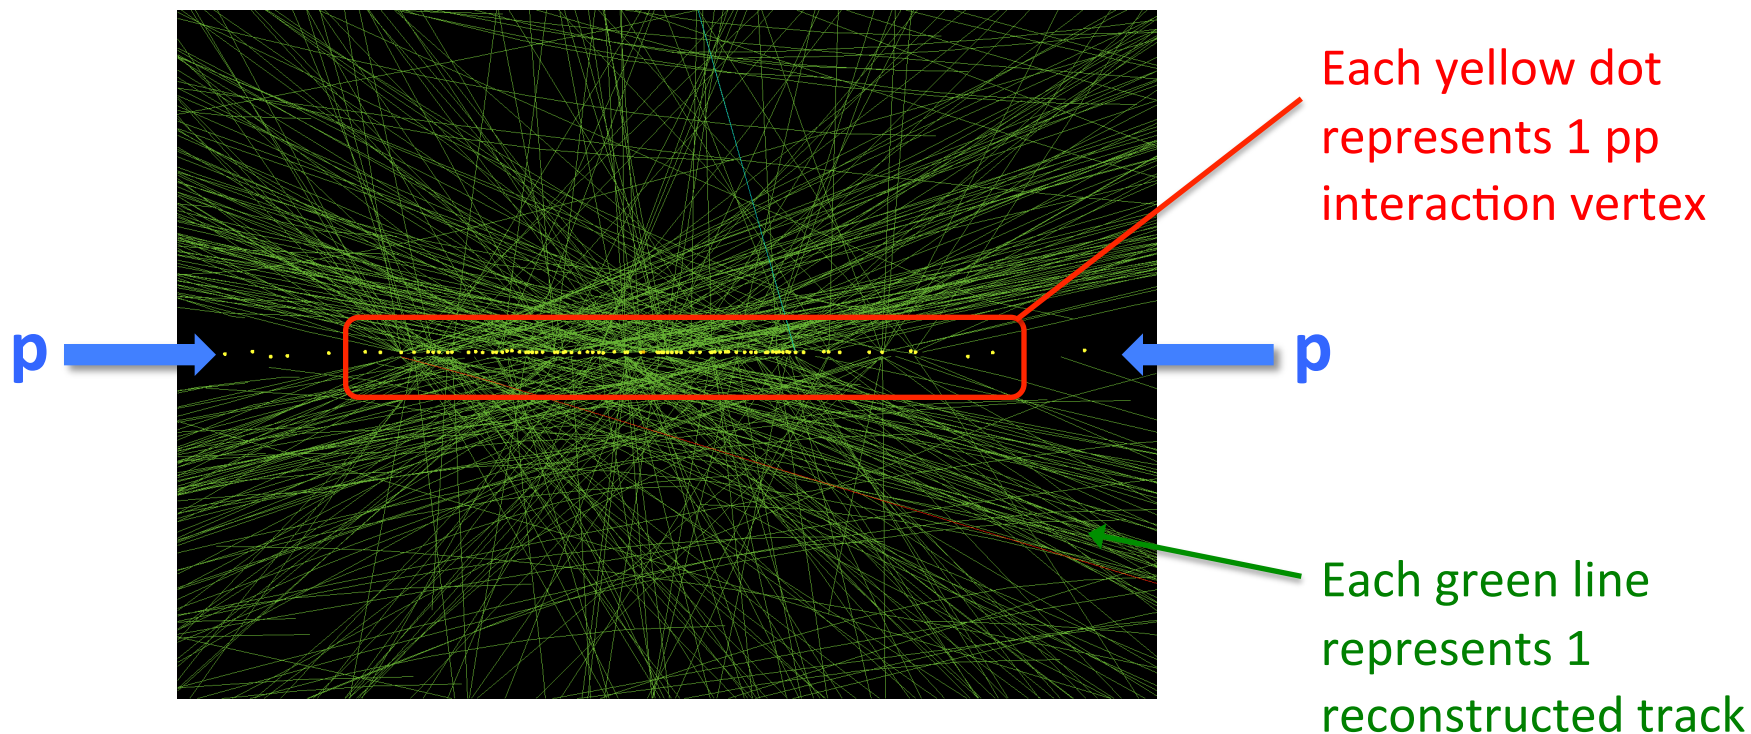 Each yellow dot
represents 1 pp
interaction vertex
p
p
Each green line
represents 1
reconstructed track